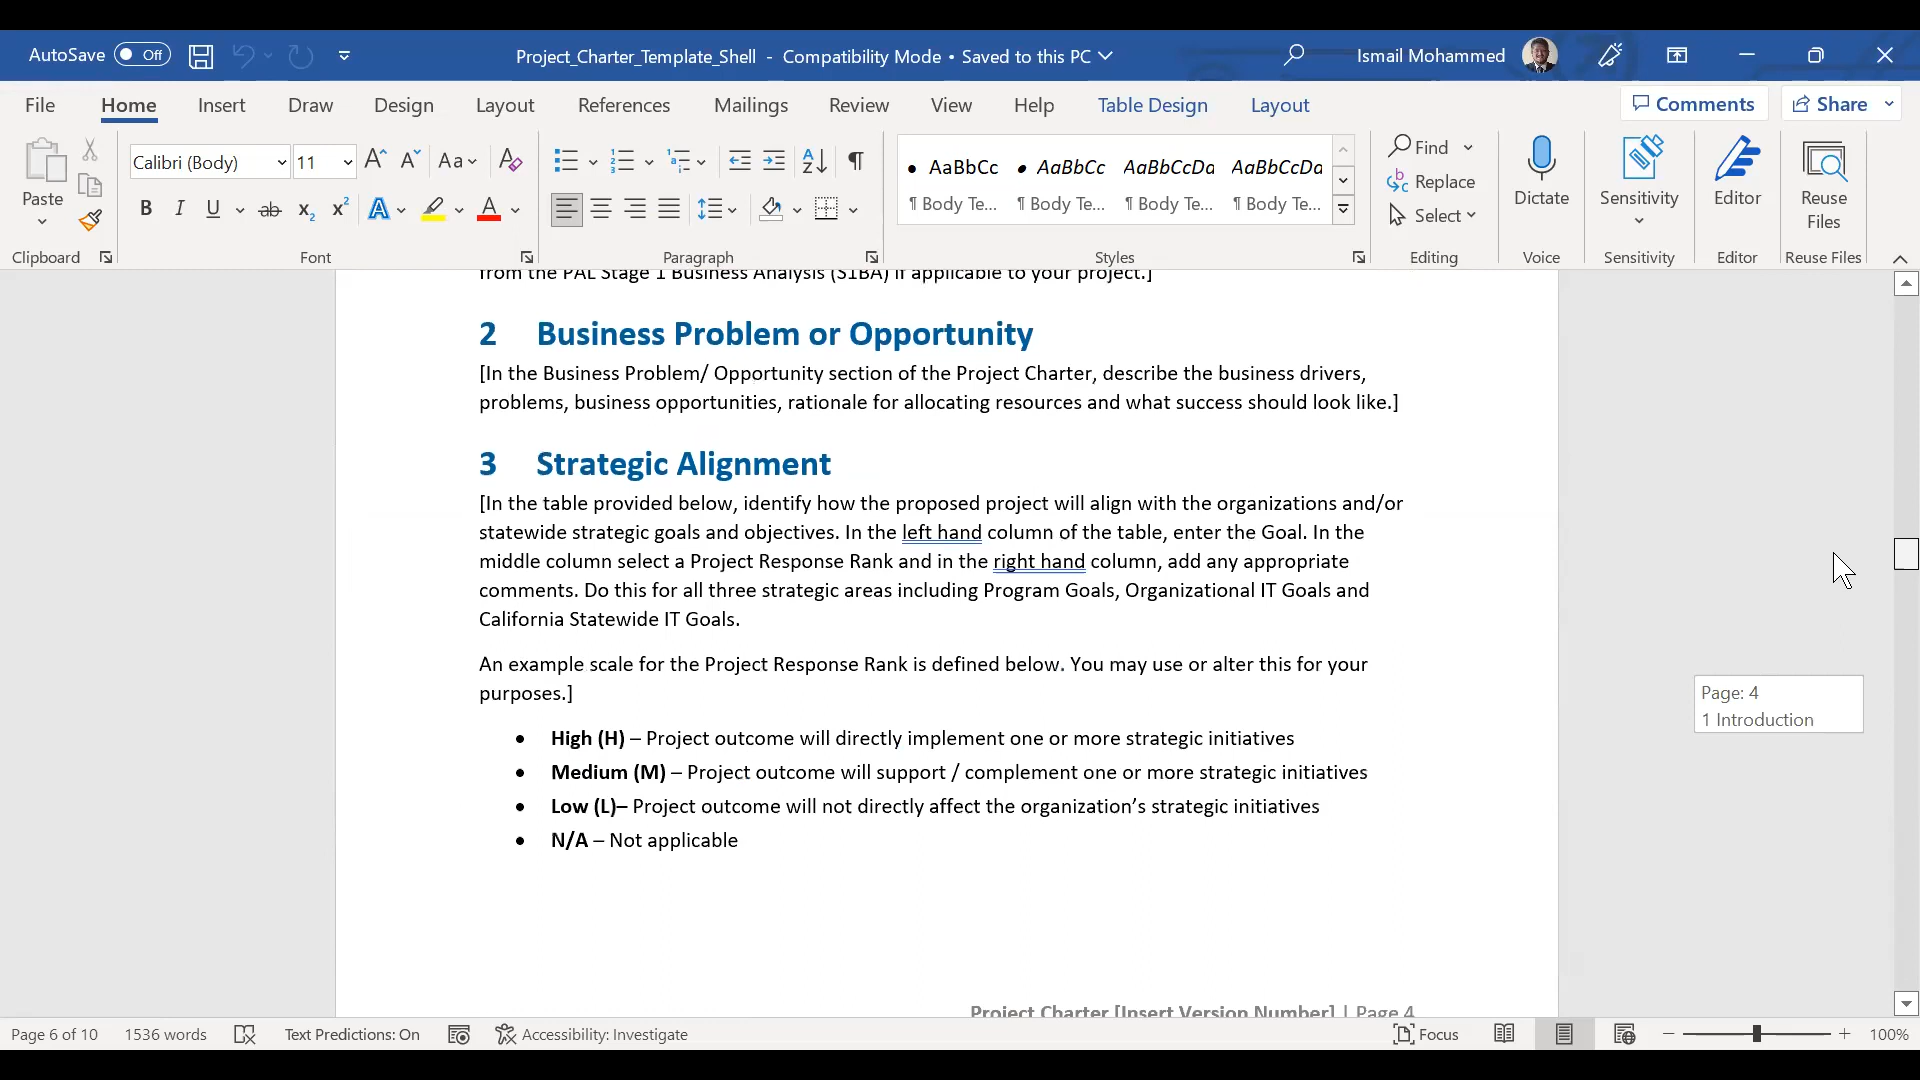 AutoSave Off Project_Charter_Template_Shell - Compatibility Mode • Saved to this PC Ismail Mohammed
File Home Insert Draw Design Layout References Mailings Review View Help Table Design Layout Comments Share
Paste
Calibri (Body) 11 Aa
B I U ab x₂ x² A A
AaBbCc AaBbCc AaBbCcDd AaBbCcDd
¶ Body Te... ¶ Body Te... ¶ Body Te... ¶ Body Te...
Find
Replace
Select
Dictate
Sensitivity
Editor
Reuse
Files
Clipboard Font Paragraph Styles Editing Voice Sensitivity Editor Reuse Files
from the PAL Stage 1 Business Analysis (S1BA) if applicable to your project.]
2 Business Problem or Opportunity
[In the Business Problem/ Opportunity section of the Project Charter, describe the business drivers,
problems, business opportunities, rationale for allocating resources and what success should look like.]
3 Strategic Alignment
[In the table provided below, identify how the proposed project will align with the organizations and/or
statewide strategic goals and objectives. In the left hand column of the table, enter the Goal. In the
middle column select a Project Response Rank and in the right hand column, add any appropriate
comments. Do this for all three strategic areas including Program Goals, Organizational IT Goals and
California Statewide IT Goals.
An example scale for the Project Response Rank is defined below. You may use or alter this for your
purposes.]
• High (H) – Project outcome will directly implement one or more strategic initiatives
• Medium (M) – Project outcome will support / complement one or more strategic initiatives
• Low (L)– Project outcome will not directly affect the organization’s strategic initiatives
• N/A – Not applicable
Page: 4
1 Introduction
Project Charter [Insert Version Number] | Page 4
Page 6 of 10 1536 words Text Predictions: On Accessibility: Investigate Focus 100%